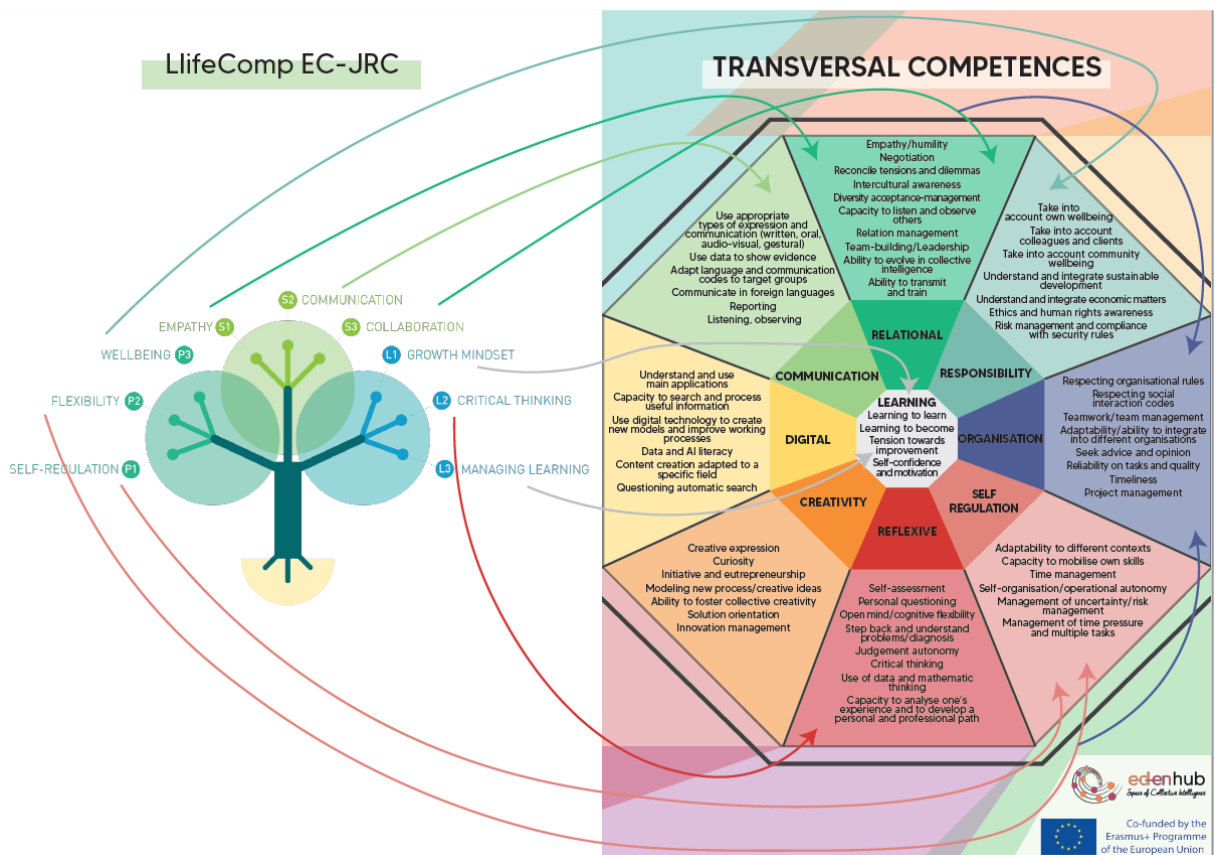 LlifeComp EC-JRC
S2 COMMUNICATION
EMPATHY S1
S3 COLLABORATION
WELLBEING P3
L1 GROWTH MINDSET
FLEXIBILITY P2
L2 CRITICAL THINKING
SELF-REGULATION P1
L3 MANAGING LEARNING
TRANSVERSAL COMPETENCES
Empathy/humility
Negotiation
Reconcile tensions and dilemmas
Intercultural awareness
Diversity acceptance-management
Capacity to listen and observe
others
Relation management
Team-building/Leadership
Ability to evolve in collective
intelligence
Ability to transmit
and train
RELATIONAL
Use appropriate
types of expression and
communication (written, oral,
audio-visual, gestural)
Use data to show evidence
Adapt language and communication
codes to target groups
Communicate in foreign languages
Reporting
Listening, observing
COMMUNICATION
Take into
account own wellbeing
Take into account
colleagues and clients
Take into account community
wellbeing
Understand and integrate sustainable
development
Understand and integrate economic matters
Ethics and human rights awareness
Risk management and compliance
with security rules
RESPONSIBILITY
Understand and use
main applications
Capacity to search and process
useful information
Use digital technology to create
new models and improve working
processes
Data and AI literacy
Content creation adapted to a
specific field
Questioning automatic search
DIGITAL
LEARNING
Learning to learn
Learning to become
Tension towards
improvement
Self-confidence
and motivation
ORGANISATION
Respecting organisational rules
Respecting social
interaction codes
Teamwork/team management
Adaptability/ability to integrate
into different organisations
Seek advice and opinion
Reliability on tasks and quality
Timeliness
Project management
CREATIVITY
Creative expression
Curiosity
Initiative and eutrepreneurship
Modeling new process/creative ideas
Ability to foster collective creativity
Solution orientation
Innovation management
REFLEXIVE
Self-assessment
Personal questioning
Open mind/cognitive flexibility
Step back and understand
problems/diagnosis
Judgement autonomy
Critical thinking
Use of data and mathematic
thinking
Capacity to analyse one's
experience and to develop a
personal and professional path
SELF
REGULATION
Adaptability to different contexts
Capacity to mobilise own skills
Time management
Self-organisation/operational autonomy
Management of uncertainty/risk
management
Management of time pressure
and multiple tasks
ed-enhub
Space of Collective Intelligence
Co-funded by the
Erasmus+ Programme
of the European Union